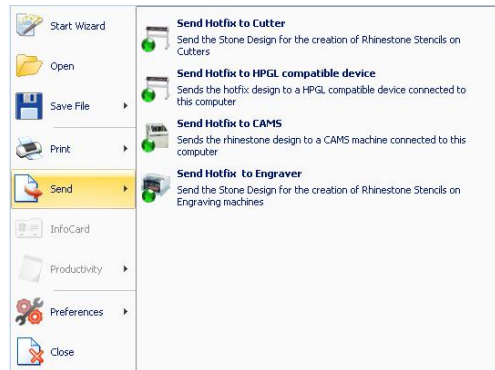 Start Wizard
Open
Save File
Print
Send
InfoCard
Productivity
Preferences
Close
Send Hotfix to Cutter
Send the Stone Design for the creation of Rhinestone Stencils on
Cutters
Send Hotfix to HPGL compatible device
Sends the hotfix design to a HPGL compatible device connected to
this computer
Send Hotfix to CAMS
Sends the rhinestone design to a CAMS machine connected to this
computer
Send Hotfix to Engraver
Send the Stone Design for the creation of Rhinestone Stencils on
Engraving machines